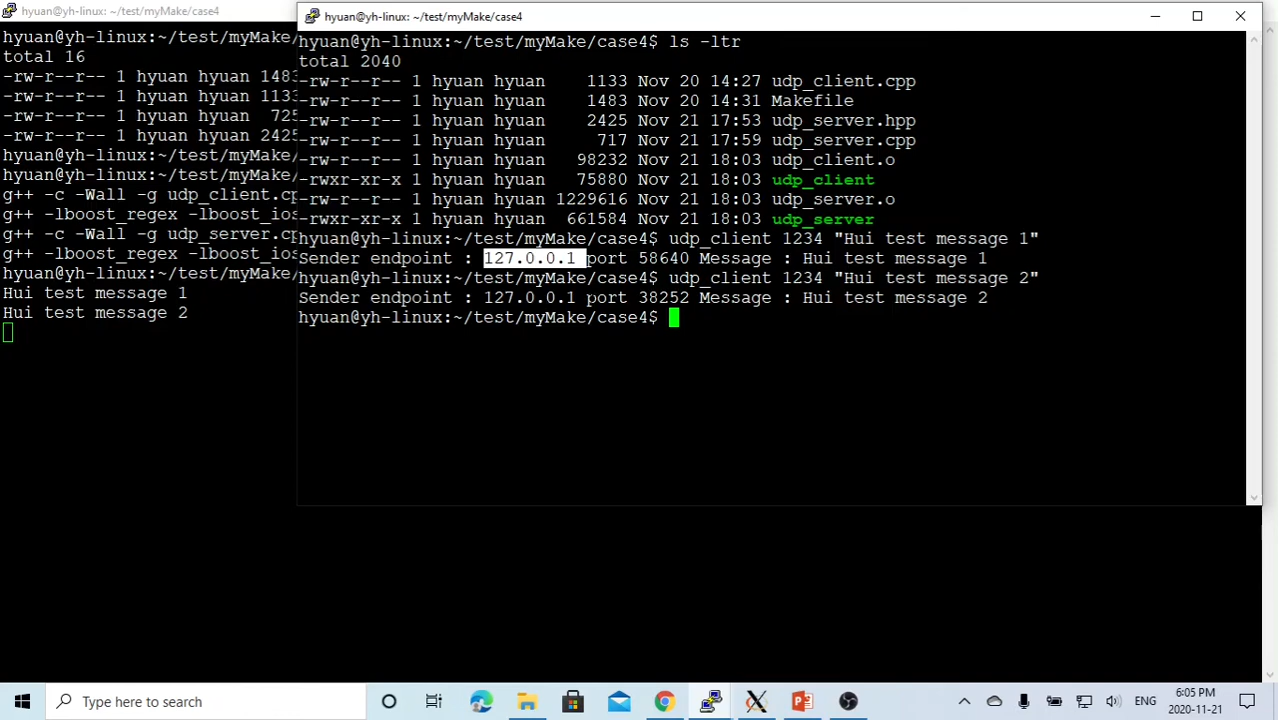 hyuan@yh-linux: ~/test/myMake/case4
hyuan@yh-linux:~/test/myMake/
total 16
-rw-r--r-- 1 hyuan hyuan 1483
-rw-r--r-- 1 hyuan hyuan 1133
-rw-r--r-- 1 hyuan hyuan  725
-rw-r--r-- 1 hyuan hyuan 2425
hyuan@yh-linux:~/test/myMake/
hyuan@yh-linux:~/test/myMake/
g++ -c -Wall -g udp_client.cp
g++ -lboost_regex -lboost_ios
g++ -c -Wall -g udp_server.cp
g++ -lboost_regex -lboost_ios
hyuan@yh-linux:~/test/myMake/
Hui test message 1
Hui test message 2
hyuan@yh-linux: ~/test/myMake/case4
hyuan@yh-linux:~/test/myMake/case4$ ls -ltr
total 2040
-rw-r--r-- 1 hyuan hyuan    1133 Nov 20 14:27 udp_client.cpp
-rw-r--r-- 1 hyuan hyuan    1483 Nov 20 14:31 Makefile
-rw-r--r-- 1 hyuan hyuan    2425 Nov 21 17:53 udp_server.hpp
-rw-r--r-- 1 hyuan hyuan     717 Nov 21 17:59 udp_server.cpp
-rw-r--r-- 1 hyuan hyuan   98232 Nov 21 18:03 udp_client.o
-rwxr-xr-x 1 hyuan hyuan   75880 Nov 21 18:03 udp_client
-rw-r--r-- 1 hyuan hyuan 1229616 Nov 21 18:03 udp_server.o
-rwxr-xr-x 1 hyuan hyuan  661584 Nov 21 18:03 udp_server
hyuan@yh-linux:~/test/myMake/case4$ udp_client 1234 "Hui test message 1"
Sender endpoint : 127.0.0.1 port 58640 Message : Hui test message 1
hyuan@yh-linux:~/test/myMake/case4$ udp_client 1234 "Hui test message 2"
Sender endpoint : 127.0.0.1 port 38252 Message : Hui test message 2
hyuan@yh-linux:~/test/myMake/case4$
Type here to search
ENG
6:05 PM
2020-11-21